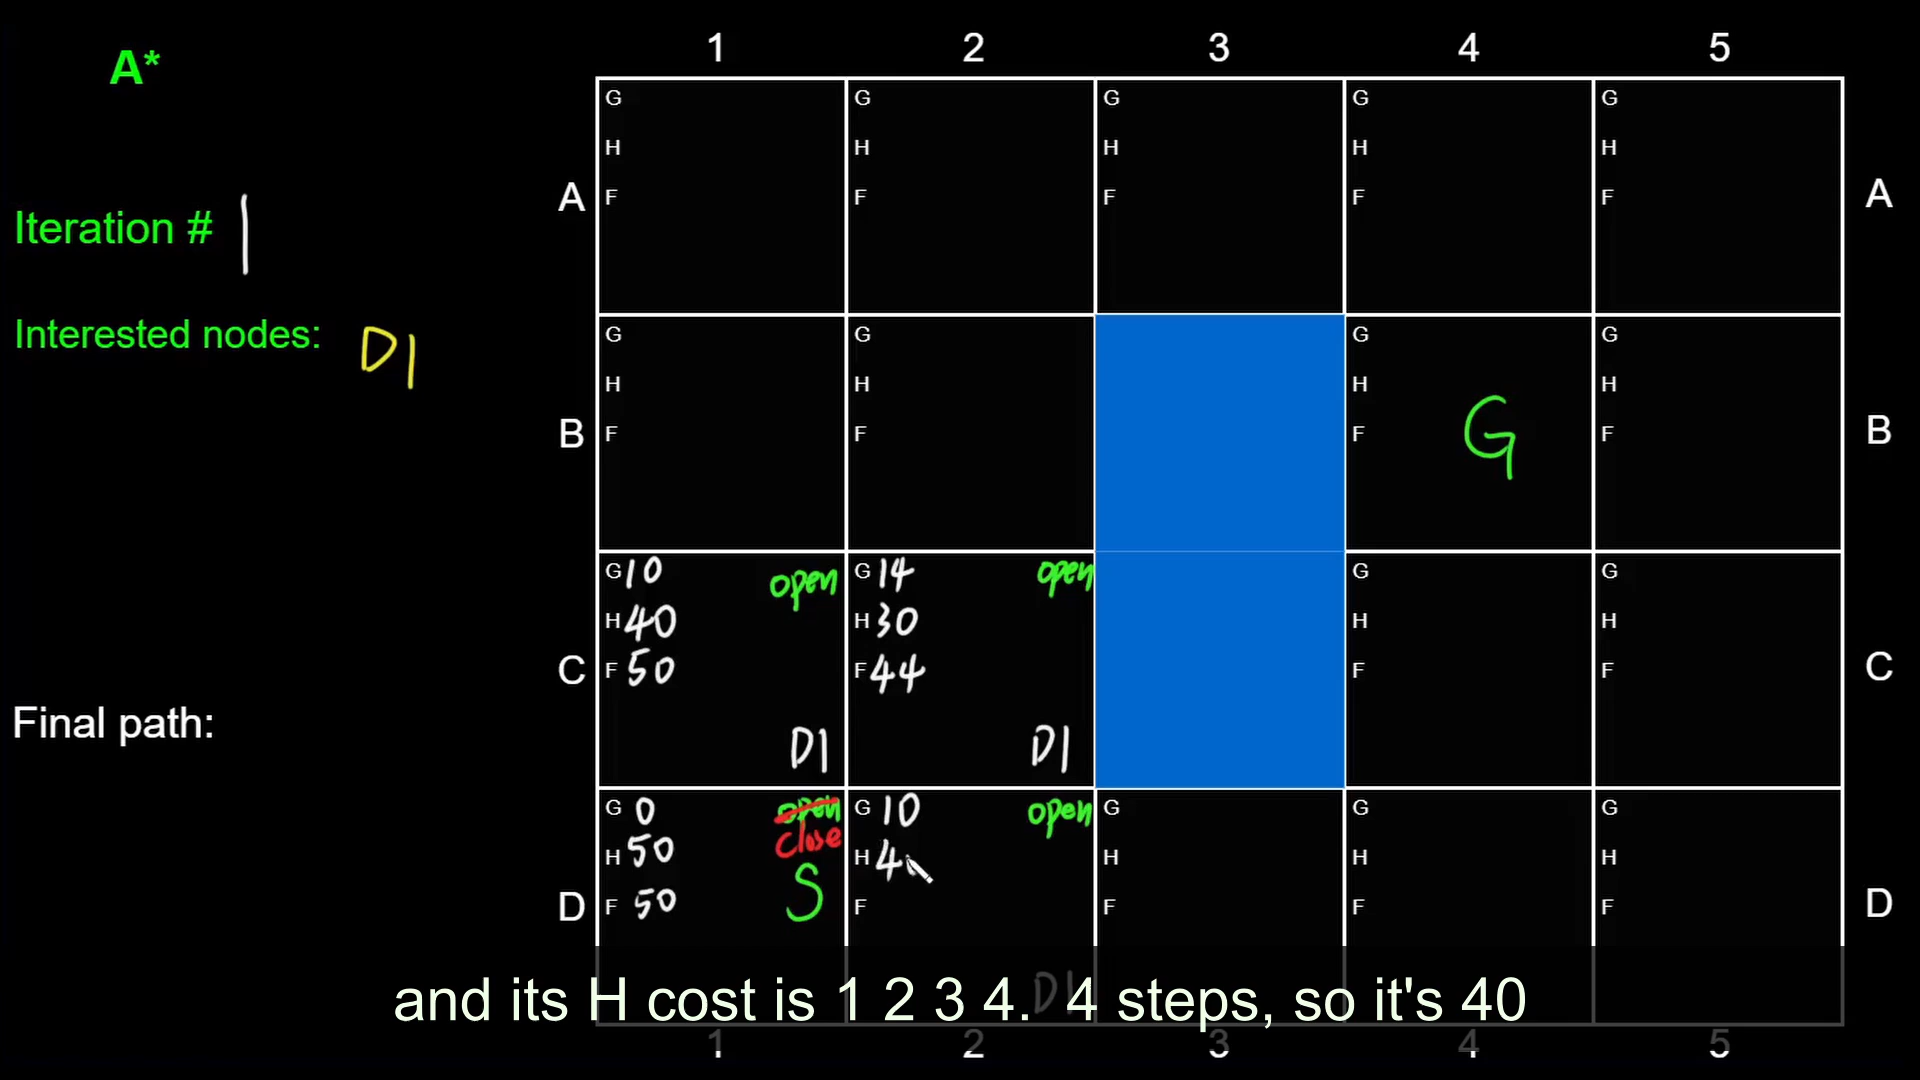 A*
Iteration # 1
Interested nodes: D1
Final path:
1 2 3 4 5
A G H F G H F G H F G H F G H F A
B G H F G H F G H F G G H F B
C G 10 open H 40 F 50 D1 G 14 open H 30 F 44 D1 G H F G H F C
D G 0 open close H 50 F 50 S G 10 open H 4 F D1 G H F G H F G H F D
and its H cost is 1 2 3 4. 4 steps, so it's 40
1 2 3 4 5